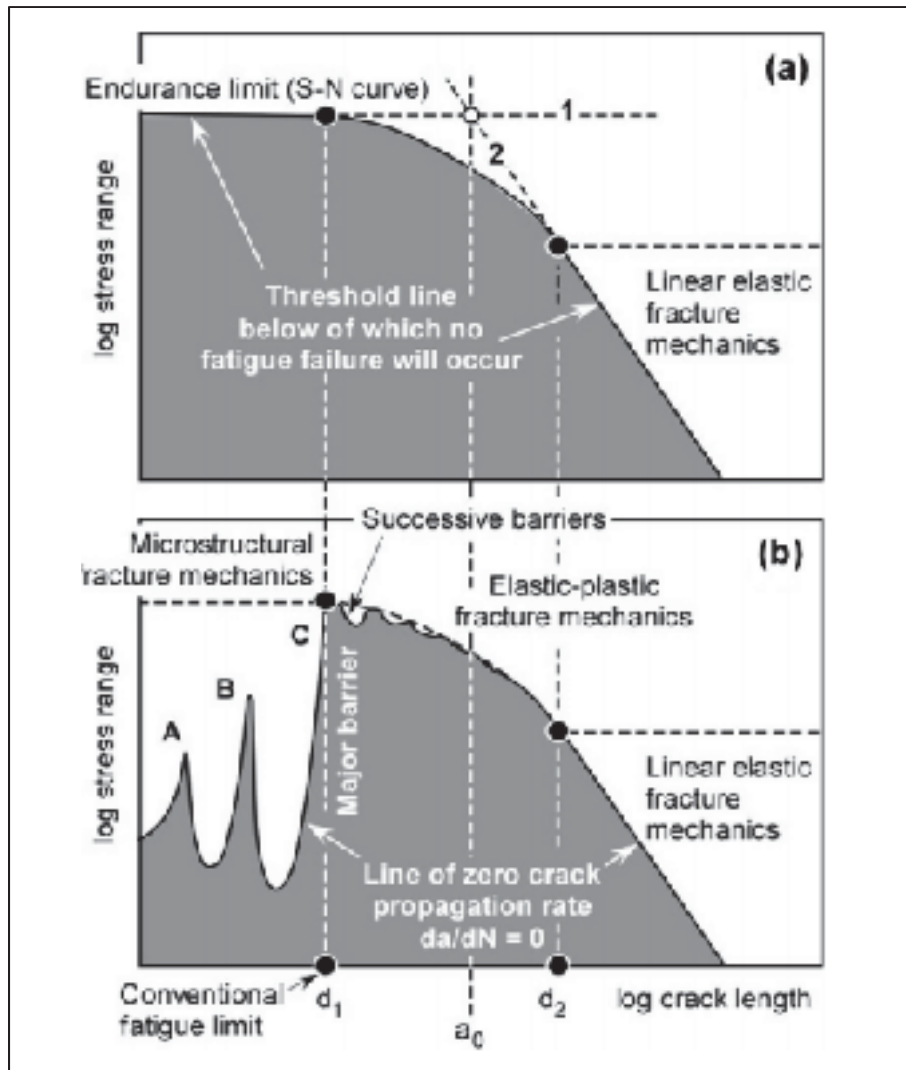 (a)
Endurance limit (S-N curve)
1
2
log stress range
Threshold line
below of which no
fatigue failure will occur
Linear elastic
fracture
mechanics
Successive barriers
(b)
Microstructural
fracture mechanics
Elastic-plastic
fracture mechanics
A
B
C
Major barrier
log stress range
Linear elastic
fracture
mechanics
Line of zero crack
propagation rate
da/dN = 0
Conventional
fatigue limit
d1
a0
d2
log crack length